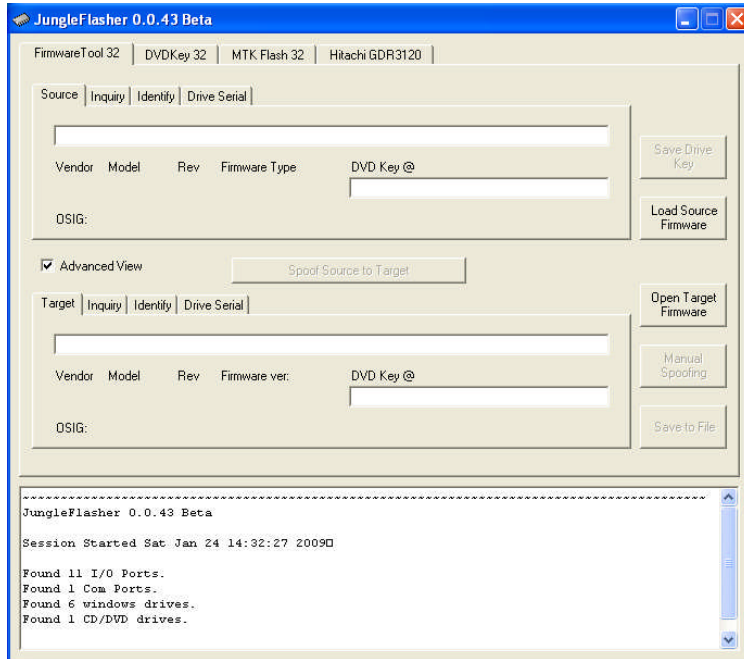 JungleFlasher 0.0.43 Beta
FirmwareTool 32 DVDKey 32 MTK Flash 32 Hitachi GDR3120
Source Inquiry Identify Drive Serial
Vendor Model Rev Firmware Type DVD Key @
OSIG:
Save Drive
Key
Load Source
Firmware
Advanced View Spoof Source to Target
Target Inquiry Identify Drive Serial
Vendor Model Rev Firmware ver: DVD Key @
OSIG:
Open Target
Firmware
Manual
Spoofing
Save to File
JungleFlasher 0.0.43 Beta
Session Started Sat Jan 24 14:32:27 2009
Found 11 I/O Ports.
Found 1 Com Ports.
Found 6 windows drives.
Found 1 CD/DVD drives.